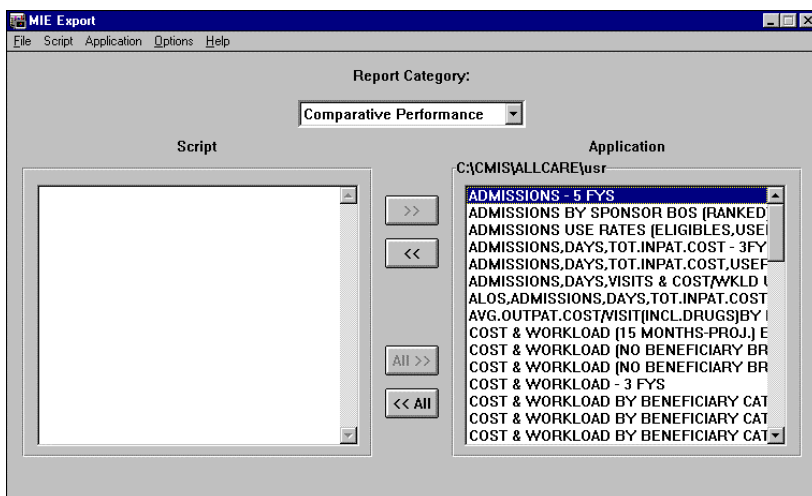 MIE Export
File Script Application Options Help
Report Category:
Comparative Performance
Script
Application
C:\CMIS\ALLCARE\usr
ADMISSIONS - 5 FYS
ADMISSIONS BY SPONSOR BOS (RANKED)
ADMISSIONS USE RATES (ELIGIBLES,USE
ADMISSIONS,DAYS,TOT.INPAT.COST - 3FY
ADMISSIONS,DAYS,TOT.INPAT.COST,USE
ADMISSIONS,DAYS,VISITS & COST/WKLD
ALOS,ADMISSIONS,DAYS,TOT.INPAT.COST
AVG.OUTPAT.COST/VISIT(INCL.DRUGS)BY
COST & WORKLOAD (15 MONTHS-PROJ.) E
COST & WORKLOAD (NO BENEFICIARY BR
COST & WORKLOAD (NO BENEFICIARY BR
COST & WORKLOAD - 3 FYS
COST & WORKLOAD BY BENEFICIARY CAT
COST & WORKLOAD BY BENEFICIARY CAT
COST & WORKLOAD BY BENEFICIARY CAT
>>
<<
All >>
<< All